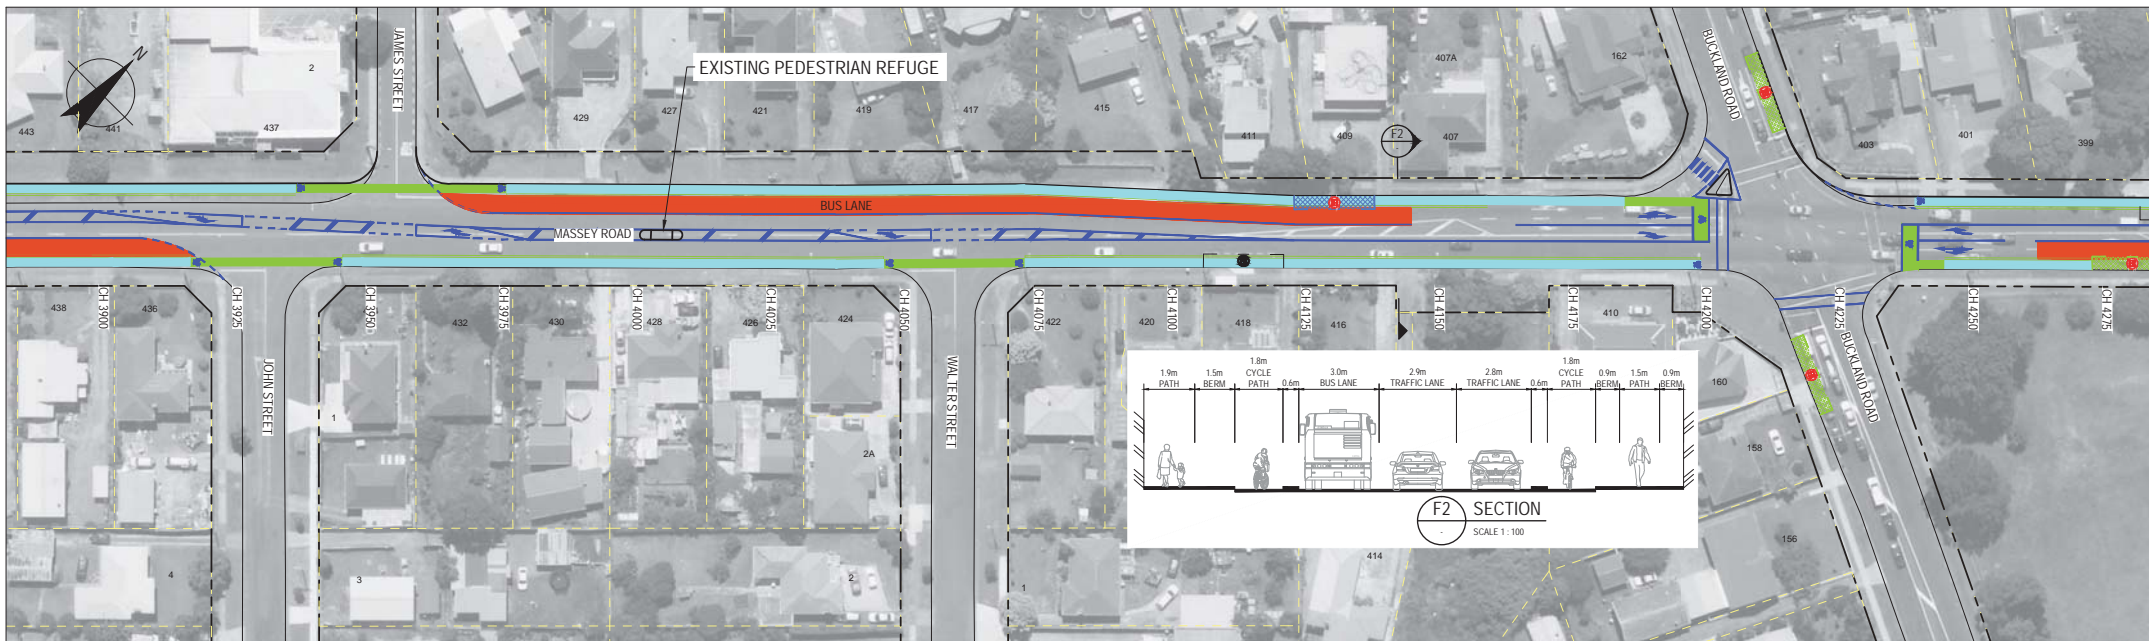 N
JAMES STREET
EXISTING PEDESTRIAN REFUGE
BUCKLAND ROAD
2
443
441
437
429
427
421
419
417
415
411
409
407A
407
162
403
401
399
F2
-
BUS LANE
MASSEY ROAD
438
CH 3900
436
CH 3925
CH 3950
432
CH 3975
430
CH 4000
428
CH 4025
426
424
CH 4050
CH 4075
422
420
CH 4100
418
CH 4125
416
CH 4150
CH 4175
410
CH 4200
CH 4225
CH 4250
CH 4275
JOHN STREET
WALTER STREET
BUCKLAND ROAD
1
2A
160
158
156
4
3
2
1
414
1.9m
PATH
1.5m
BERM
1.8m
CYCLE
PATH
0.6m
3.0m
BUS LANE
2.9m
TRAFFIC LANE
2.8m
TRAFFIC LANE
0.6m
1.8m
CYCLE
PATH
0.9m
BERM
1.5m
PATH
0.9m
BERM
F2
-
SECTION
SCALE 1 : 100